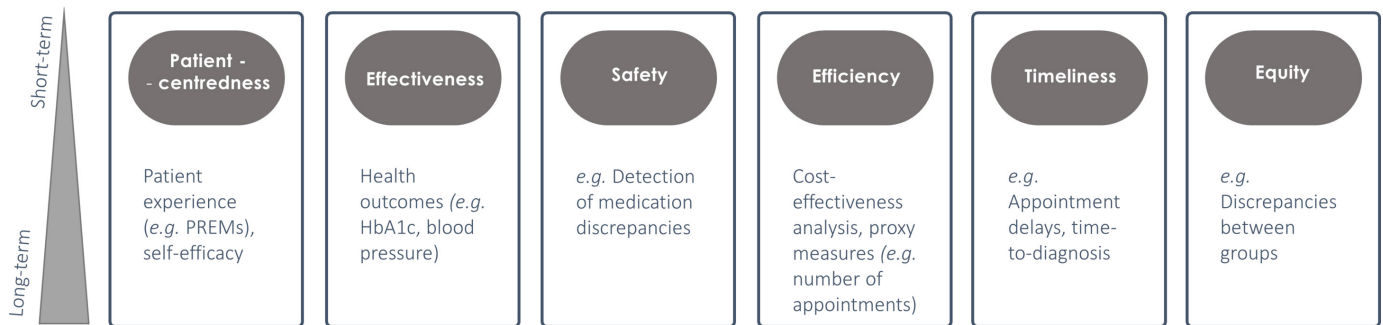 Short-term
Long-term
Patient -
- centredness
Patient
experience
(e.g. PREMs),
self-efficacy
Effectiveness
Health
outcomes (e.g.
HbA1c, blood
pressure)
Safety
e.g. Detection
of medication
discrepancies
Efficiency
Cost-
effectiveness
analysis, proxy
measures (e.g.
number of
appointments)
Timeliness
e.g.
Appointment
delays, time-
to-diagnosis
Equity
e.g.
Discrepancies
between
groups